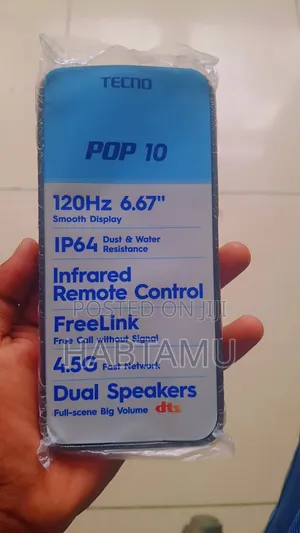 TECNO
POP 10
120Hz 6.67"
Smooth Display
IP64 Dust & Water
Resistance
Infrared
Remote Control
POSTED ON JIJI
FreeLink
Free Call without Signal
HABTAMU
4.5G Fast Network
Dual Speakers
Full-scene Big Volume dts